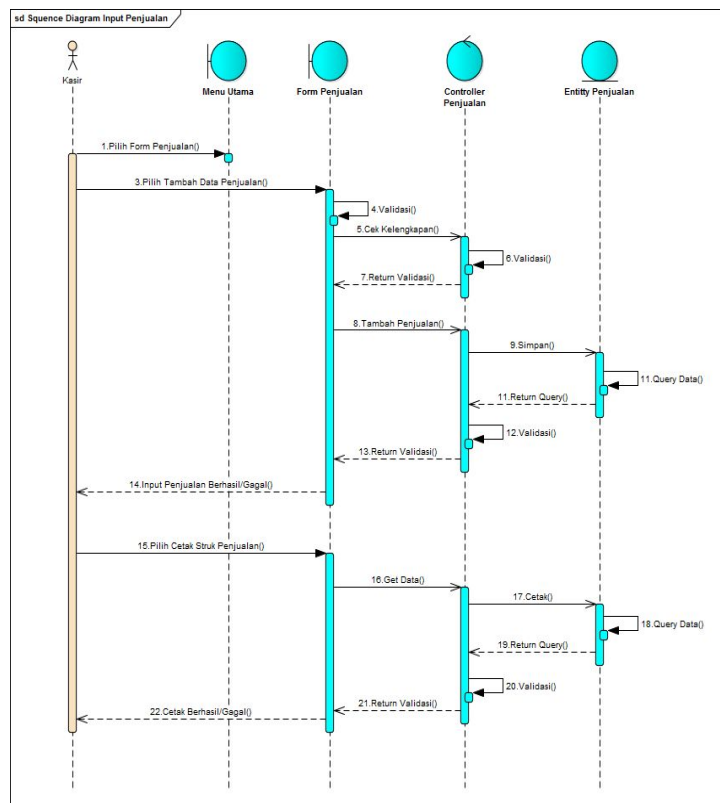 sd Squence Diagram Input Penjualan
Kasir
Menu Utama
Form Penjualan
Controller
Penjualan
Entitty Penjualan
1.Pilih Form Penjualan()
3.Pilih Tambah Data Penjualan()
4.Validasi()
5.Cek Kelengkapan()
6.Validasi()
7.Return Validasi()
8.Tambah Penjualan()
9.Simpan()
11.Query Data()
11.Return Query()
12.Validasi()
13.Return Validasi()
14.Input Penjualan Berhasil/Gagal()
15.Pilih Cetak Struk Penjualan()
16.Get Data()
17.Cetak()
18.Query Data()
19.Return Query()
20.Validasi()
21.Return Validasi()
22.Cetak Berhasil/Gagal()